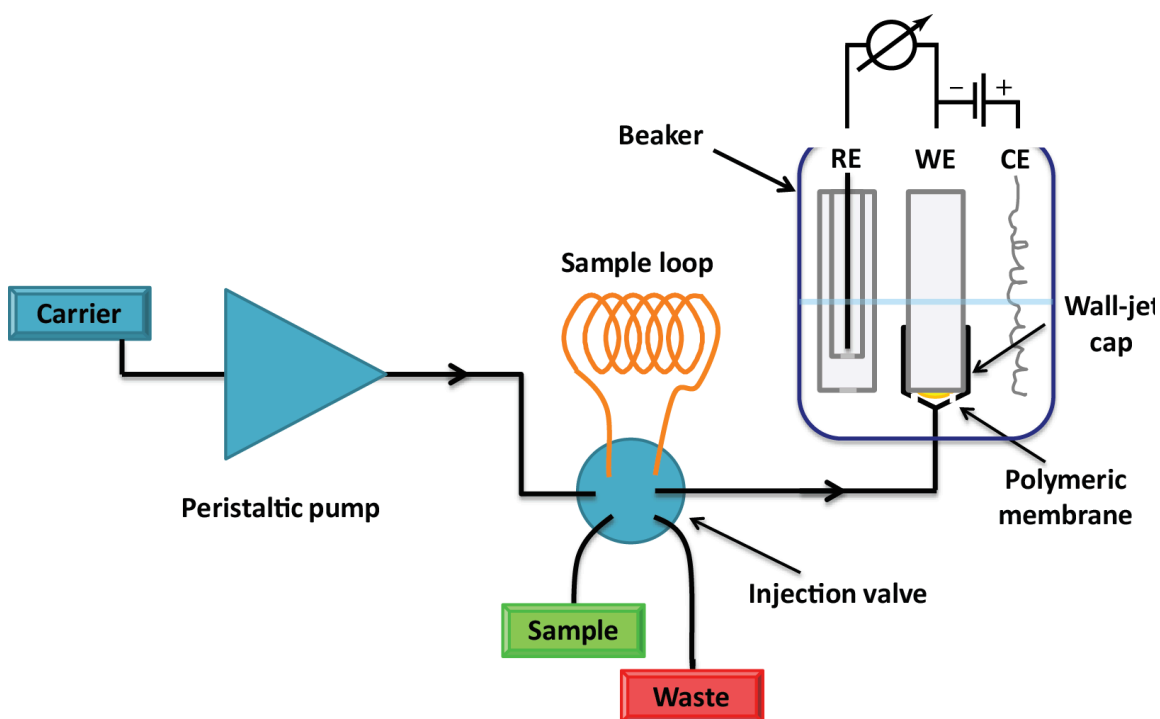 Beaker
RE
WE
CE
− +
Sample loop
Carrier
Wall-jet
cap
Peristaltic pump
Polymeric
membrane
Injection valve
Sample
Waste